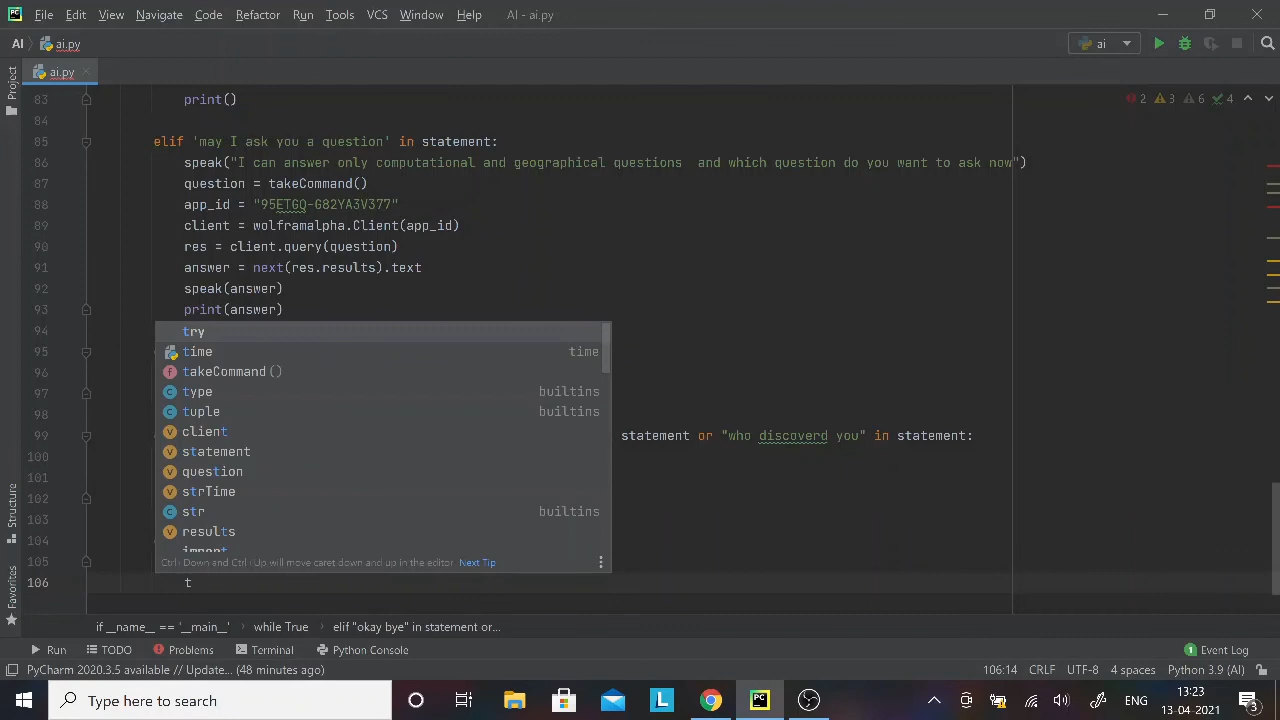 File Edit View Navigate Code Refactor Run Tools VCS Window Help AI - ai.py
AI ai.py ai
ai.py
83 print() 2 3 6 4
84
85 elif 'may I ask you a question' in statement:
86 speak("I can answer only computational and geographical questions  and which question do you want to ask now")
87 question = takeCommand()
88 app_id = "95ETGQ-G82YA3V377"
89 client = wolframalpha.Client(app_id)
90 res = client.query(question)
91 answer = next(res.results).text
92 speak(answer)
93 print(answer)
94 try
95 time time
96 takeCommand()
97 type builtins
98 tuple builtins
99 client statement or "who discoverd you" in statement:
100 statement
101 question
102 strTime
103 str builtins
104 results
import
105 Ctrl+Down and Ctrl+Up will move caret down and up in the editor Next Tip
106 t
if __name__ == '__main__' while True elif "okay bye" in statement or...
Run TODO Problems Terminal Python Console 1 Event Log
PyCharm 2020.3.5 available // Update... (48 minutes ago) 106:14 CRLF UTF-8 4 spaces Python 3.9 (AI)
Type here to search L PC ENG 13:23
13-04-2021 3
Project
Structure
Favorites